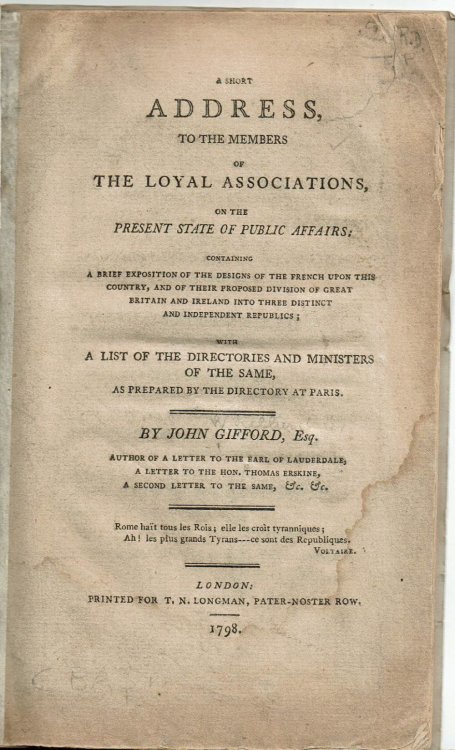 A SHORT
ADDRESS,
TO THE MEMBERS
OF
THE LOYAL ASSOCIATIONS,
ON THE
PRESENT STATE OF PUBLIC AFFAIRS:
CONTAINING
A BRIEF EXPOSITION OF THE DESIGNS OF THE FRENCH UPON THIS
COUNTRY, AND OF THEIR PROPOSED DIVISION OF GREAT
BRITAIN AND IRELAND INTO THREE DISTINCT
AND INDEPENDENT REPUBLICS;
WITH
A LIST OF THE DIRECTORIES AND MINISTERS
OF THE SAME,
AS PREPARED BY THE DIRECTORY AT PARIS.
BY JOHN GIFFORD, Esq.
AUTHOR OF A LETTER TO THE EARL OF LAUDERDALE,
A LETTER TO THE HON. THOMAS ERSKINE,
A SECOND LETTER TO THE SAME, &c. &c.
Rome haït tous les Rois; elle les croit tyranniques;
Ah! les plus grands Tyrans---ce sont des Republiques.
VOLTAIRE.
LONDON:
PRINTED FOR T. N. LONGMAN, PATER-NOSTER ROW.
1798.